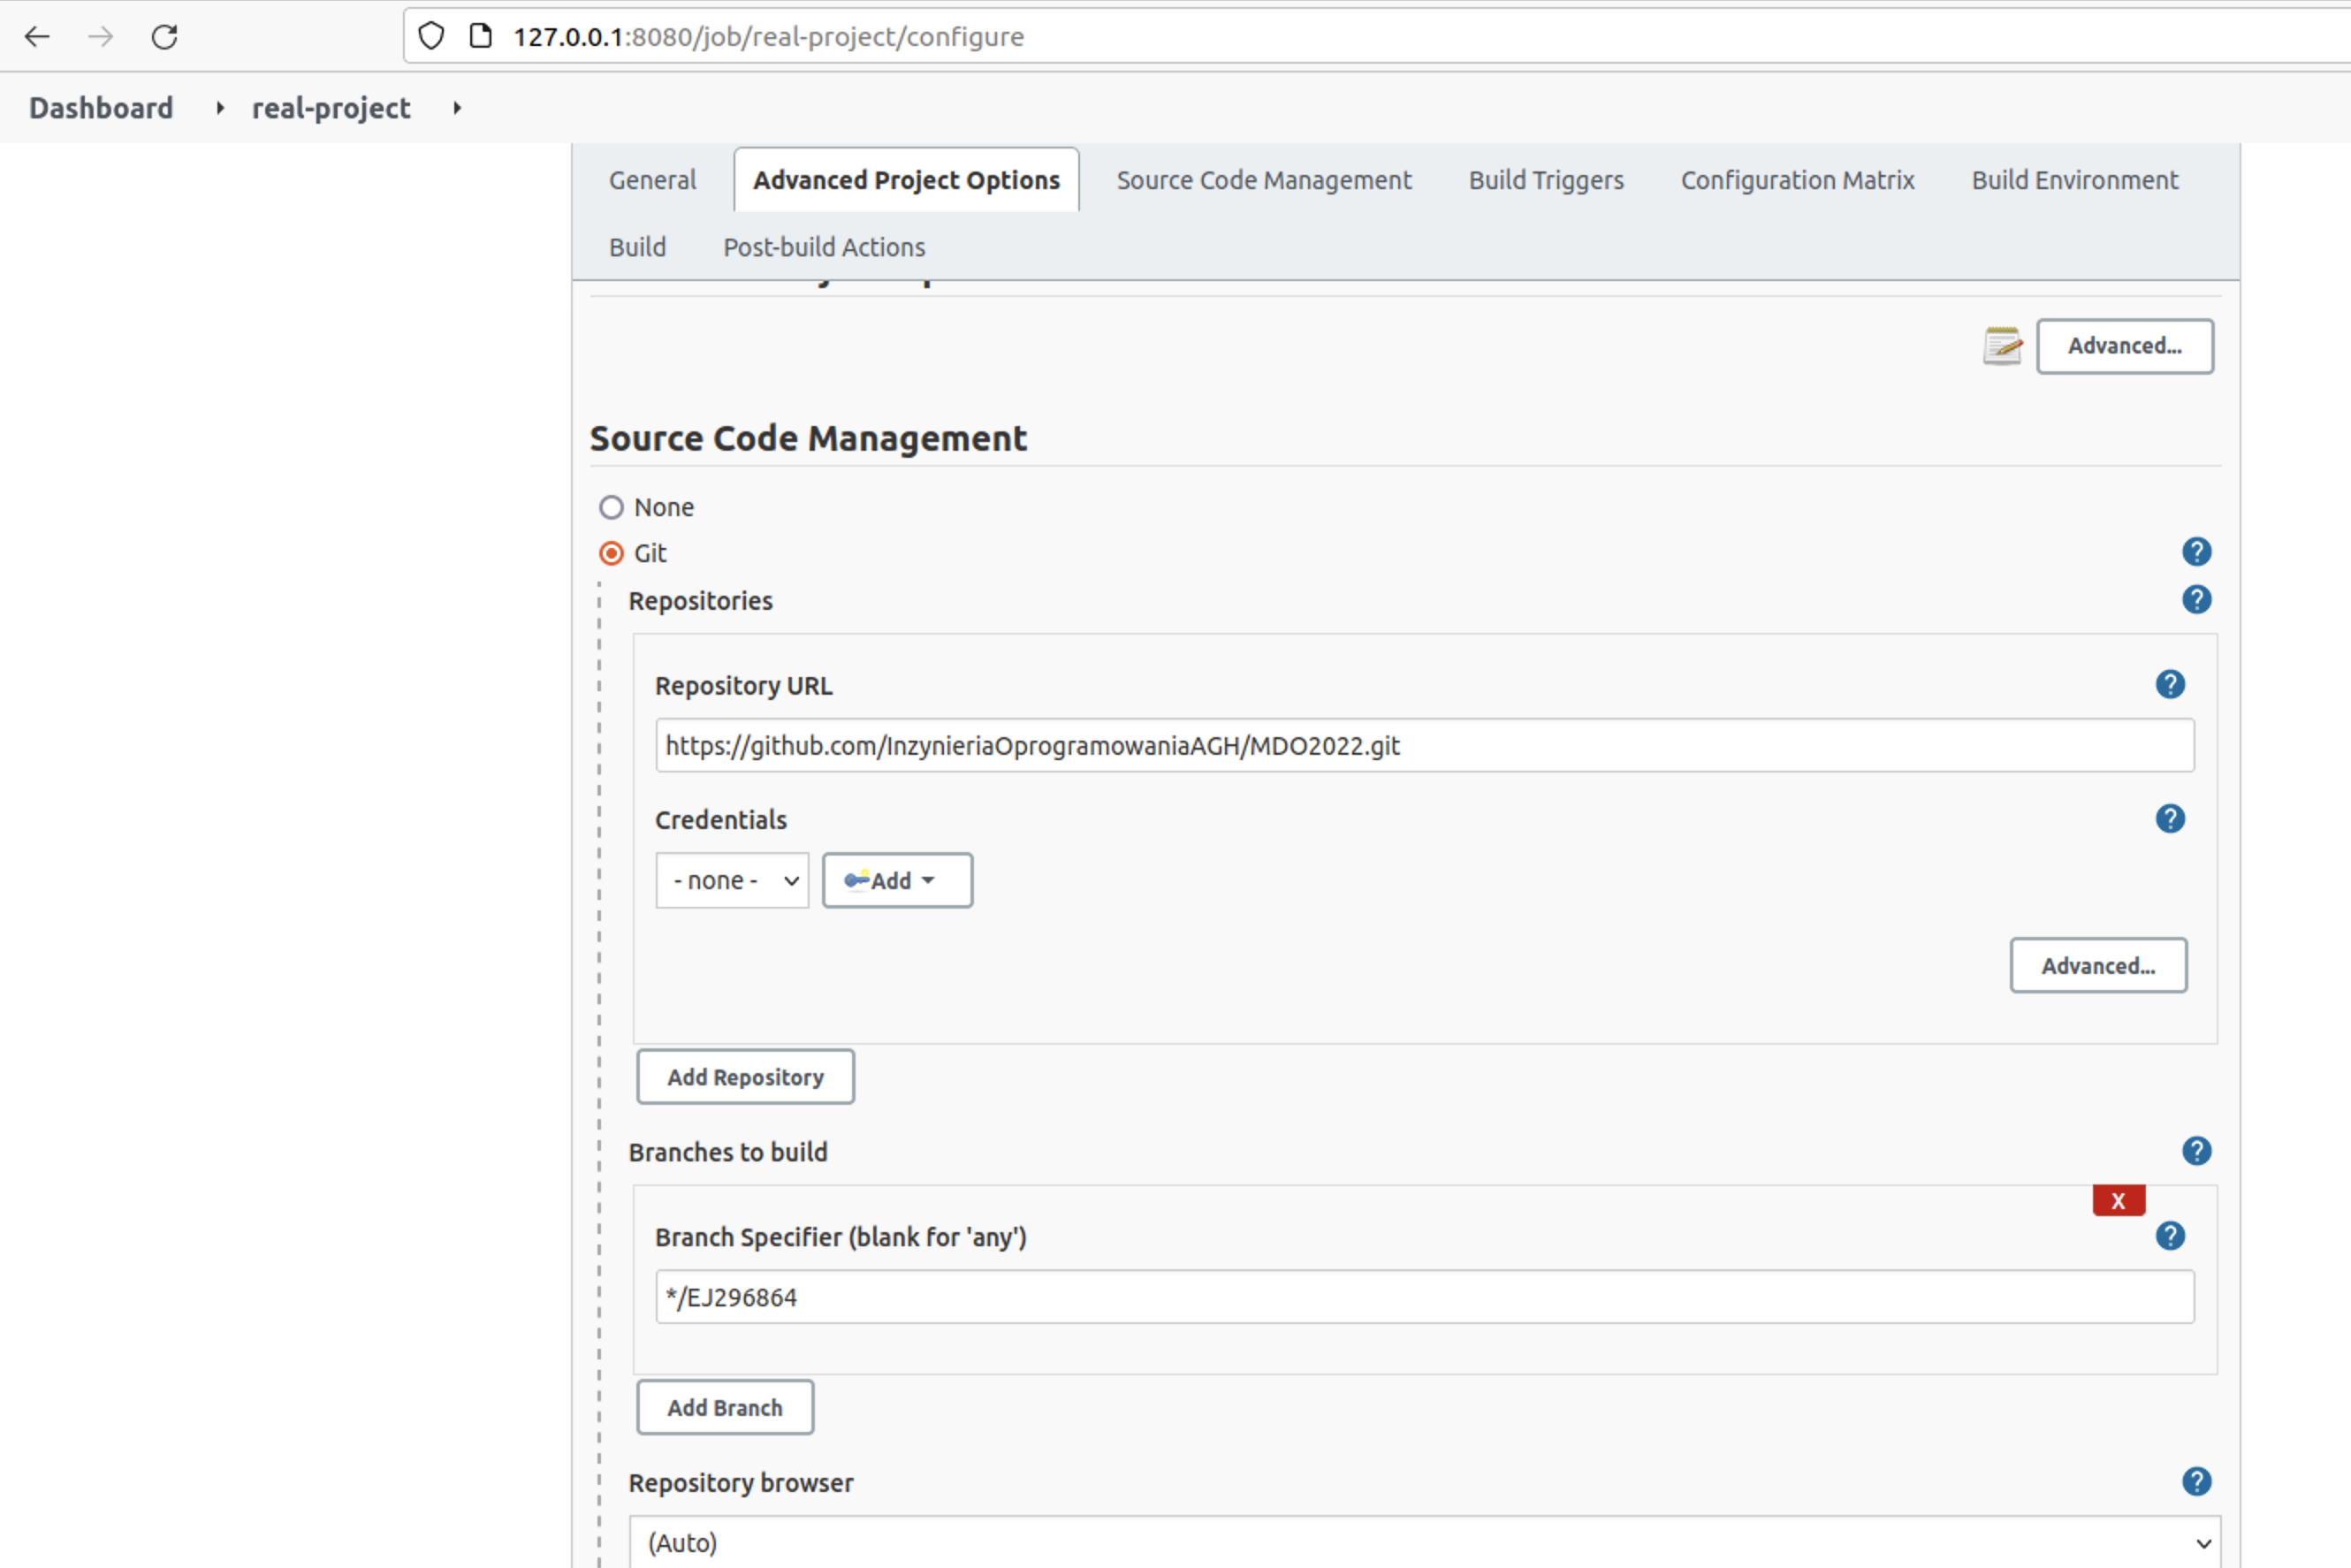 127.0.0.1:8080/job/real-project/configure
Dashboard real-project
General Advanced Project Options Source Code Management Build Triggers Configuration Matrix Build Environment
Build Post-build Actions
Advanced...
Source Code Management
None
Git
?
Repositories ?
Repository URL ?
https://github.com/InzynieriaOprogramowaniaAGH/MDO2022.git
Credentials ?
- none - Add
Advanced...
Add Repository
Branches to build ?
X
Branch Specifier (blank for 'any') ?
*/EJ296864
Add Branch
Repository browser ?
(Auto)